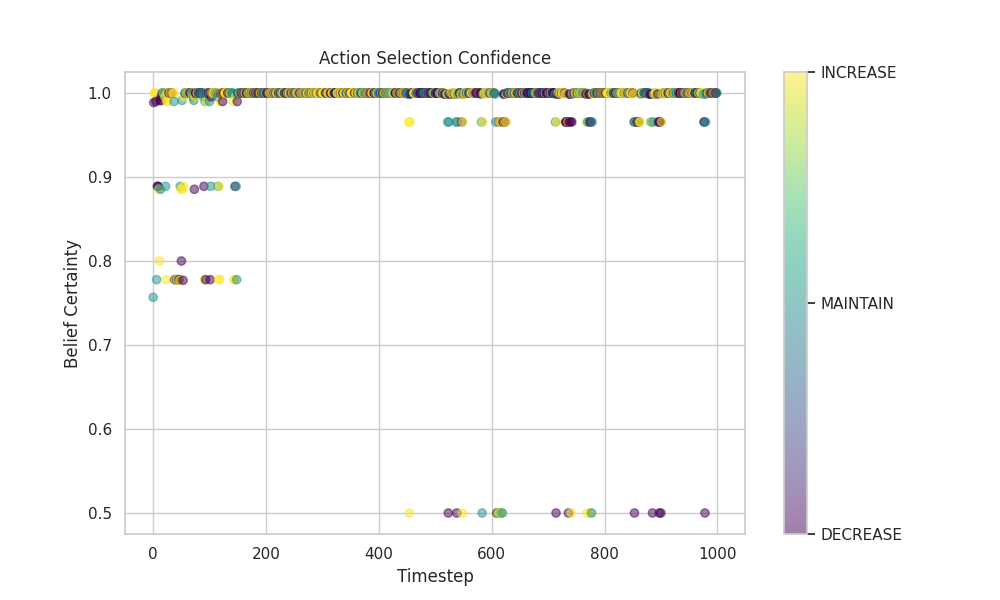 Action Selection Confidence
1.0
0.9
0.8
0.7
0.6
0.5
Belief Certainty
0
200
400
600
800
1000
Timestep
INCREASE
MAINTAIN
DECREASE